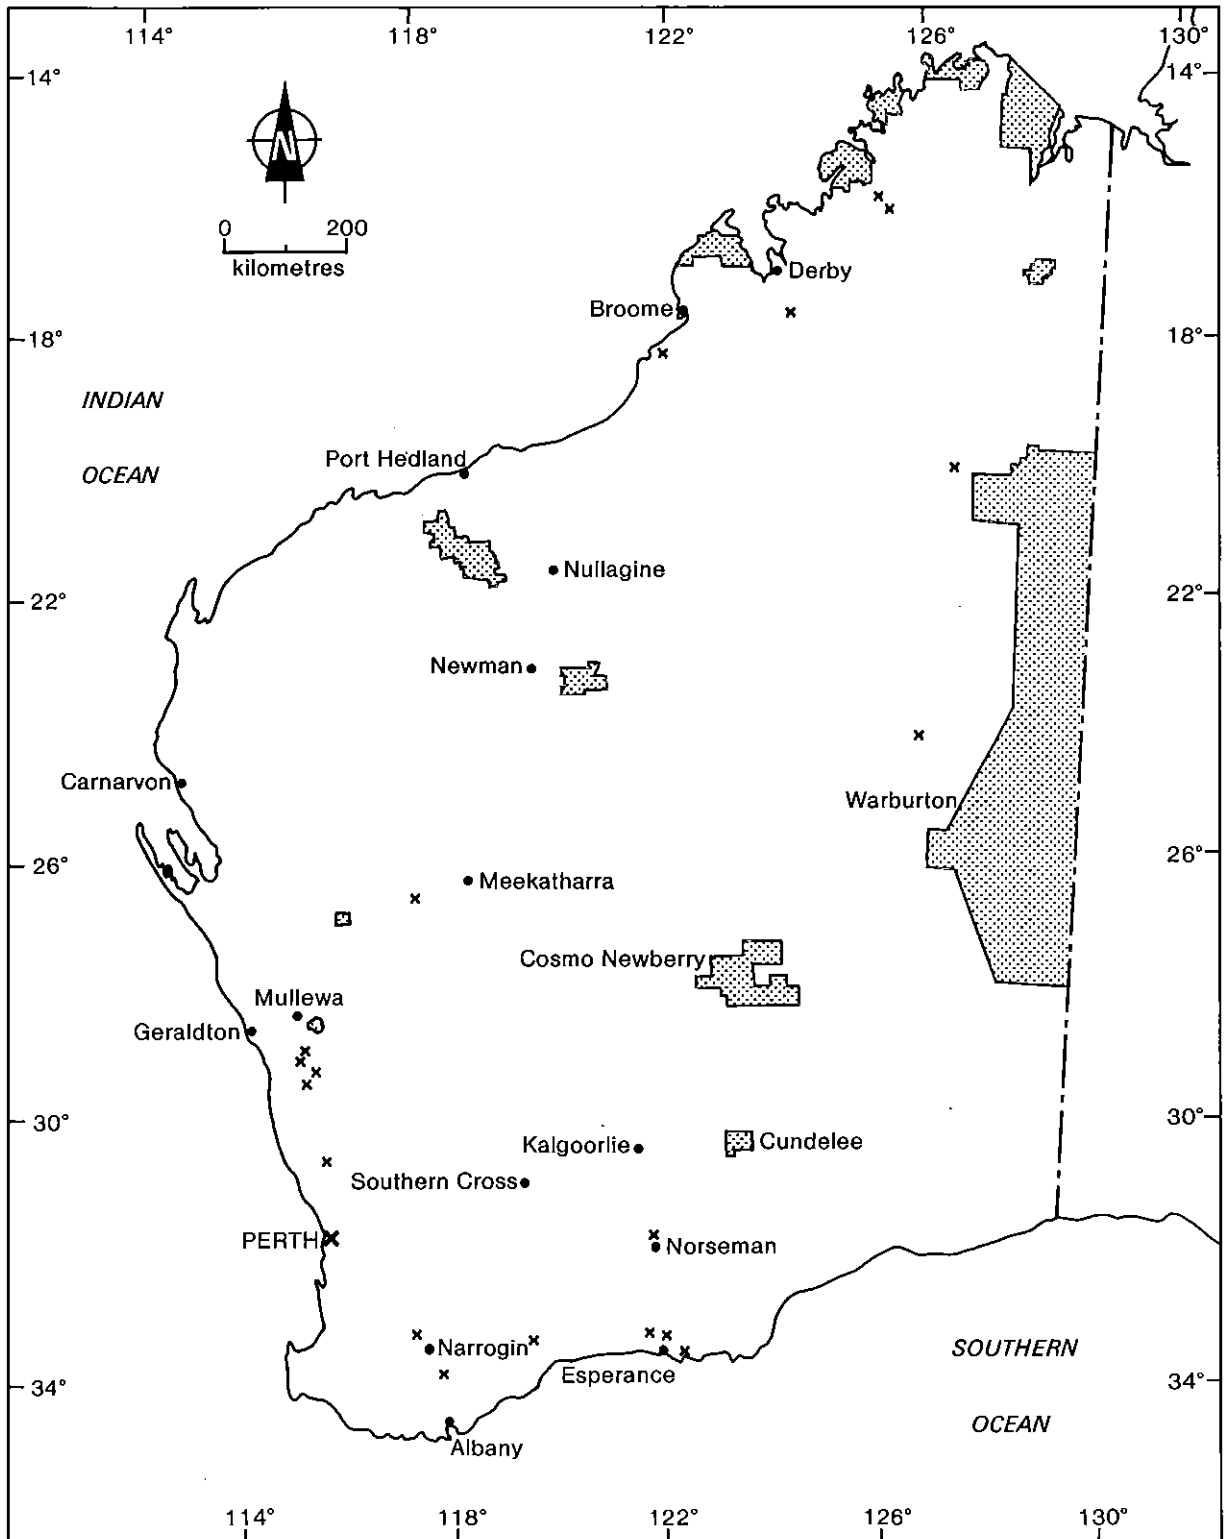 114° 118° 122° 126° 130°
14° 14°
N
0 200
kilometres
Derby
Broome
18° 18°
INDIAN
OCEAN
Port Hedland
Nullagine
22° 22°
Newman
Carnarvon
Warburton
26° 26°
Meekatharra
Cosmo Newberry
Mullewa
Geraldton
30° 30°
Kalgoorlie Cundelee
Southern Cross
PERTH Norseman
Narrogin
SOUTHERN
Esperance
34° 34°
OCEAN
Albany
114° 118° 122° 126° 130°